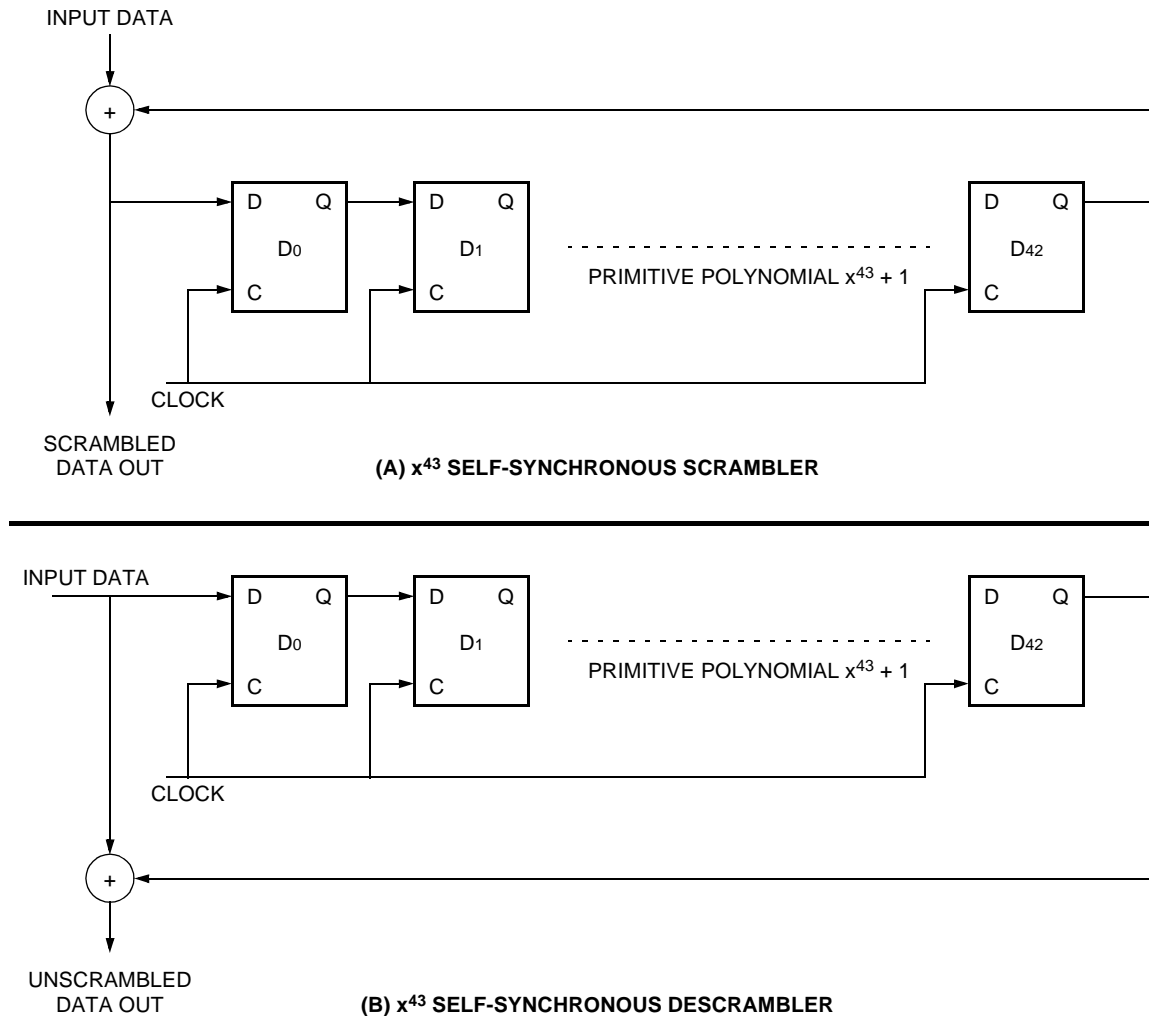 INPUT DATA
+
D Q D Q D Q
D0 D1 D42
PRIMITIVE POLYNOMIAL x⁴³ + 1
C C C
CLOCK
SCRAMBLED
DATA OUT
(A) x⁴³ SELF-SYNCHRONOUS SCRAMBLER
INPUT DATA
D Q D Q D Q
D0 D1 D42
PRIMITIVE POLYNOMIAL x⁴³ + 1
C C C
CLOCK
+
UNSCRAMBLED
DATA OUT
(B) x⁴³ SELF-SYNCHRONOUS DESCRAMBLER